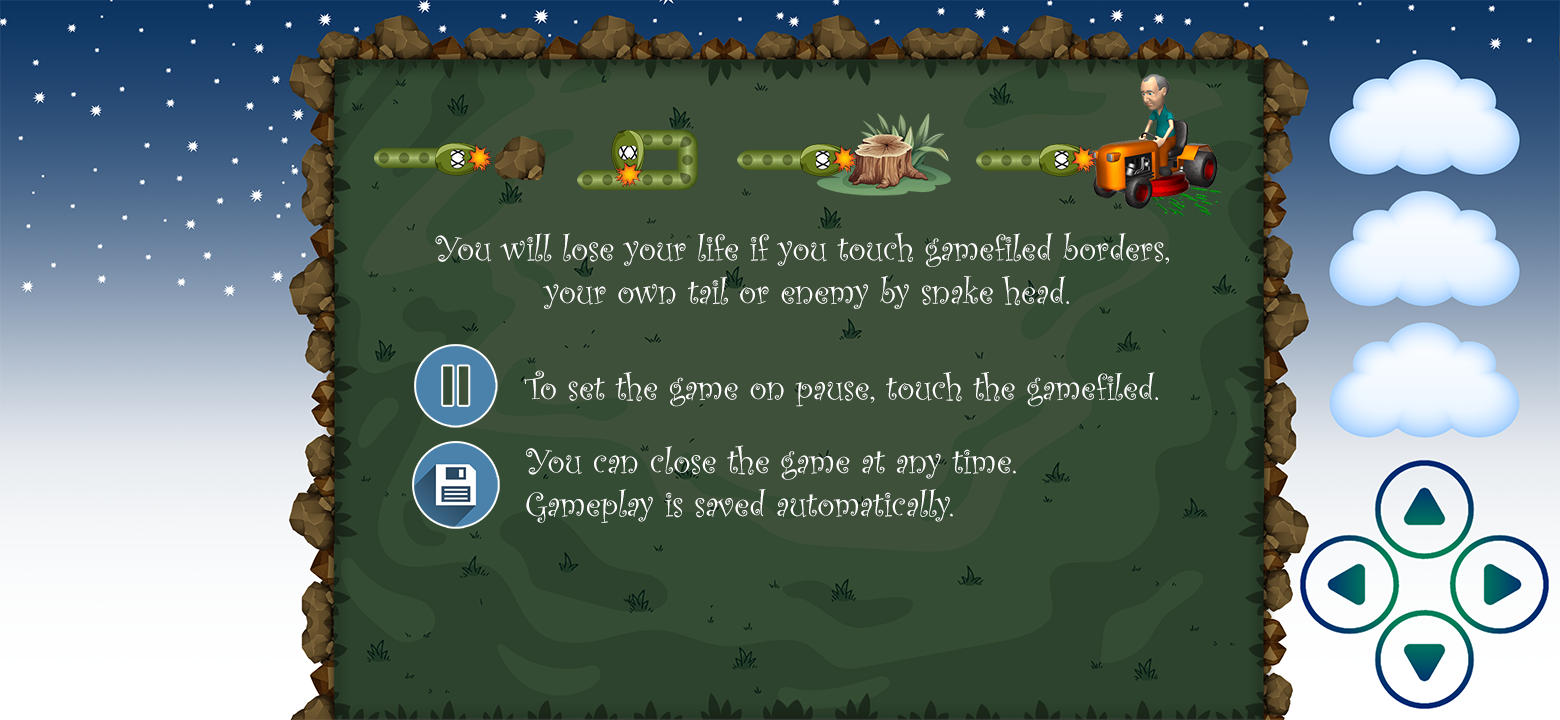 You will lose your life if you touch gamefiled borders,
your own tail or enemy by snake head.
To set the game on pause, touch the gamefiled.
You can close the game at any time.
Gameplay is saved automatically.